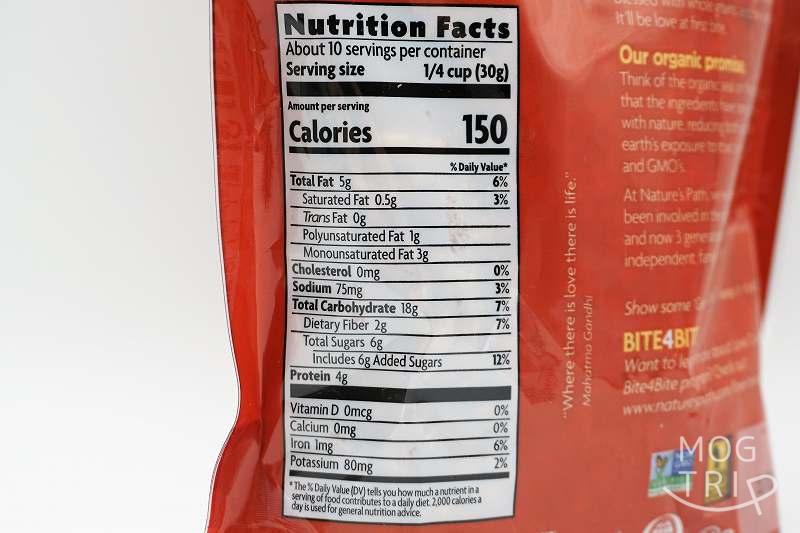 Nutrition Facts
About 10 servings per container
Serving size 1/4 cup (30g)
Amount per serving
Calories 150
% Daily Value*
Total Fat 5g 6%
Saturated Fat 0.5g 3%
Trans Fat 0g
Polyunsaturated Fat 1g
Monounsaturated Fat 3g
Cholesterol 0mg 0%
Sodium 75mg 3%
Total Carbohydrate 18g 7%
Dietary Fiber 2g 7%
Total Sugars 6g
Includes 6g Added Sugars 12%
Protein 4g
Vitamin D 0mcg 0%
Calcium 0mg 0%
Iron 1mg 6%
Potassium 80mg 2%
*The % Daily Value (DV) tells you how much a nutrient in a
serving of food contributes to a daily diet. 2,000 calories a
day is used for general nutrition advice.
"Where there is love there is life."
Mahatma Gandhi
blessed with whole
It'll be love at first bite.
Our organic promise
Think of the organic seal
that the ingredients
with nature, reducing
earth's exposure to
and GMO's.
At Nature's Path, we
been involved in the
and now 3
independent,
Show some
BITE4BIT
Want to
Bite4Bite
MOG
TRIP